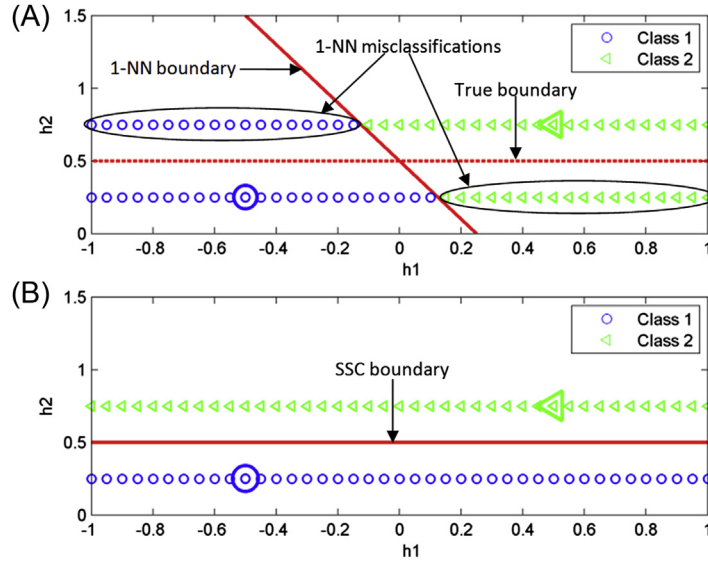 (A)
1.5
1
0.5
0
h2
1-NN boundary
1-NN misclassifications
True boundary
Class 1
Class 2
-1 -0.8 -0.6 -0.4 -0.2 0 0.2 0.4 0.6 0.8 1
h1
(B)
1.5
1
0.5
0
h2
SSC boundary
Class 1
Class 2
-1 -0.8 -0.6 -0.4 -0.2 0 0.2 0.4 0.6 0.8 1
h1